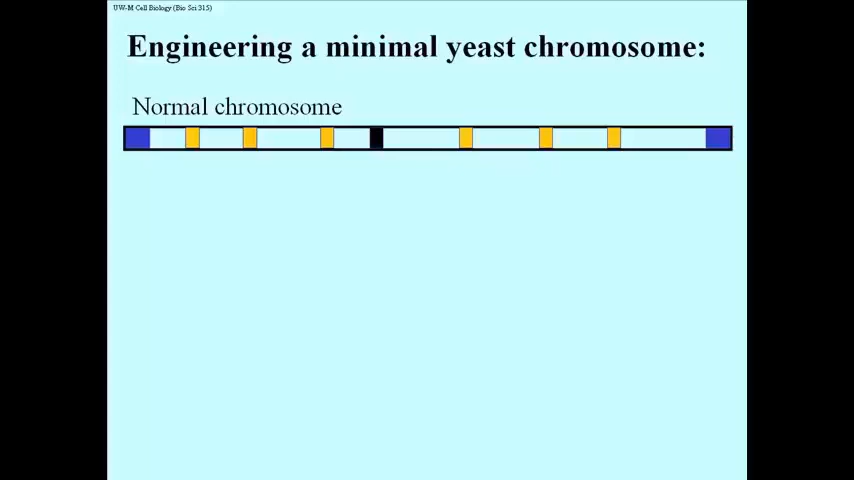 UW-M Cell Biology (Bio Sci 315)
Engineering a minimal yeast chromosome:
Normal chromosome